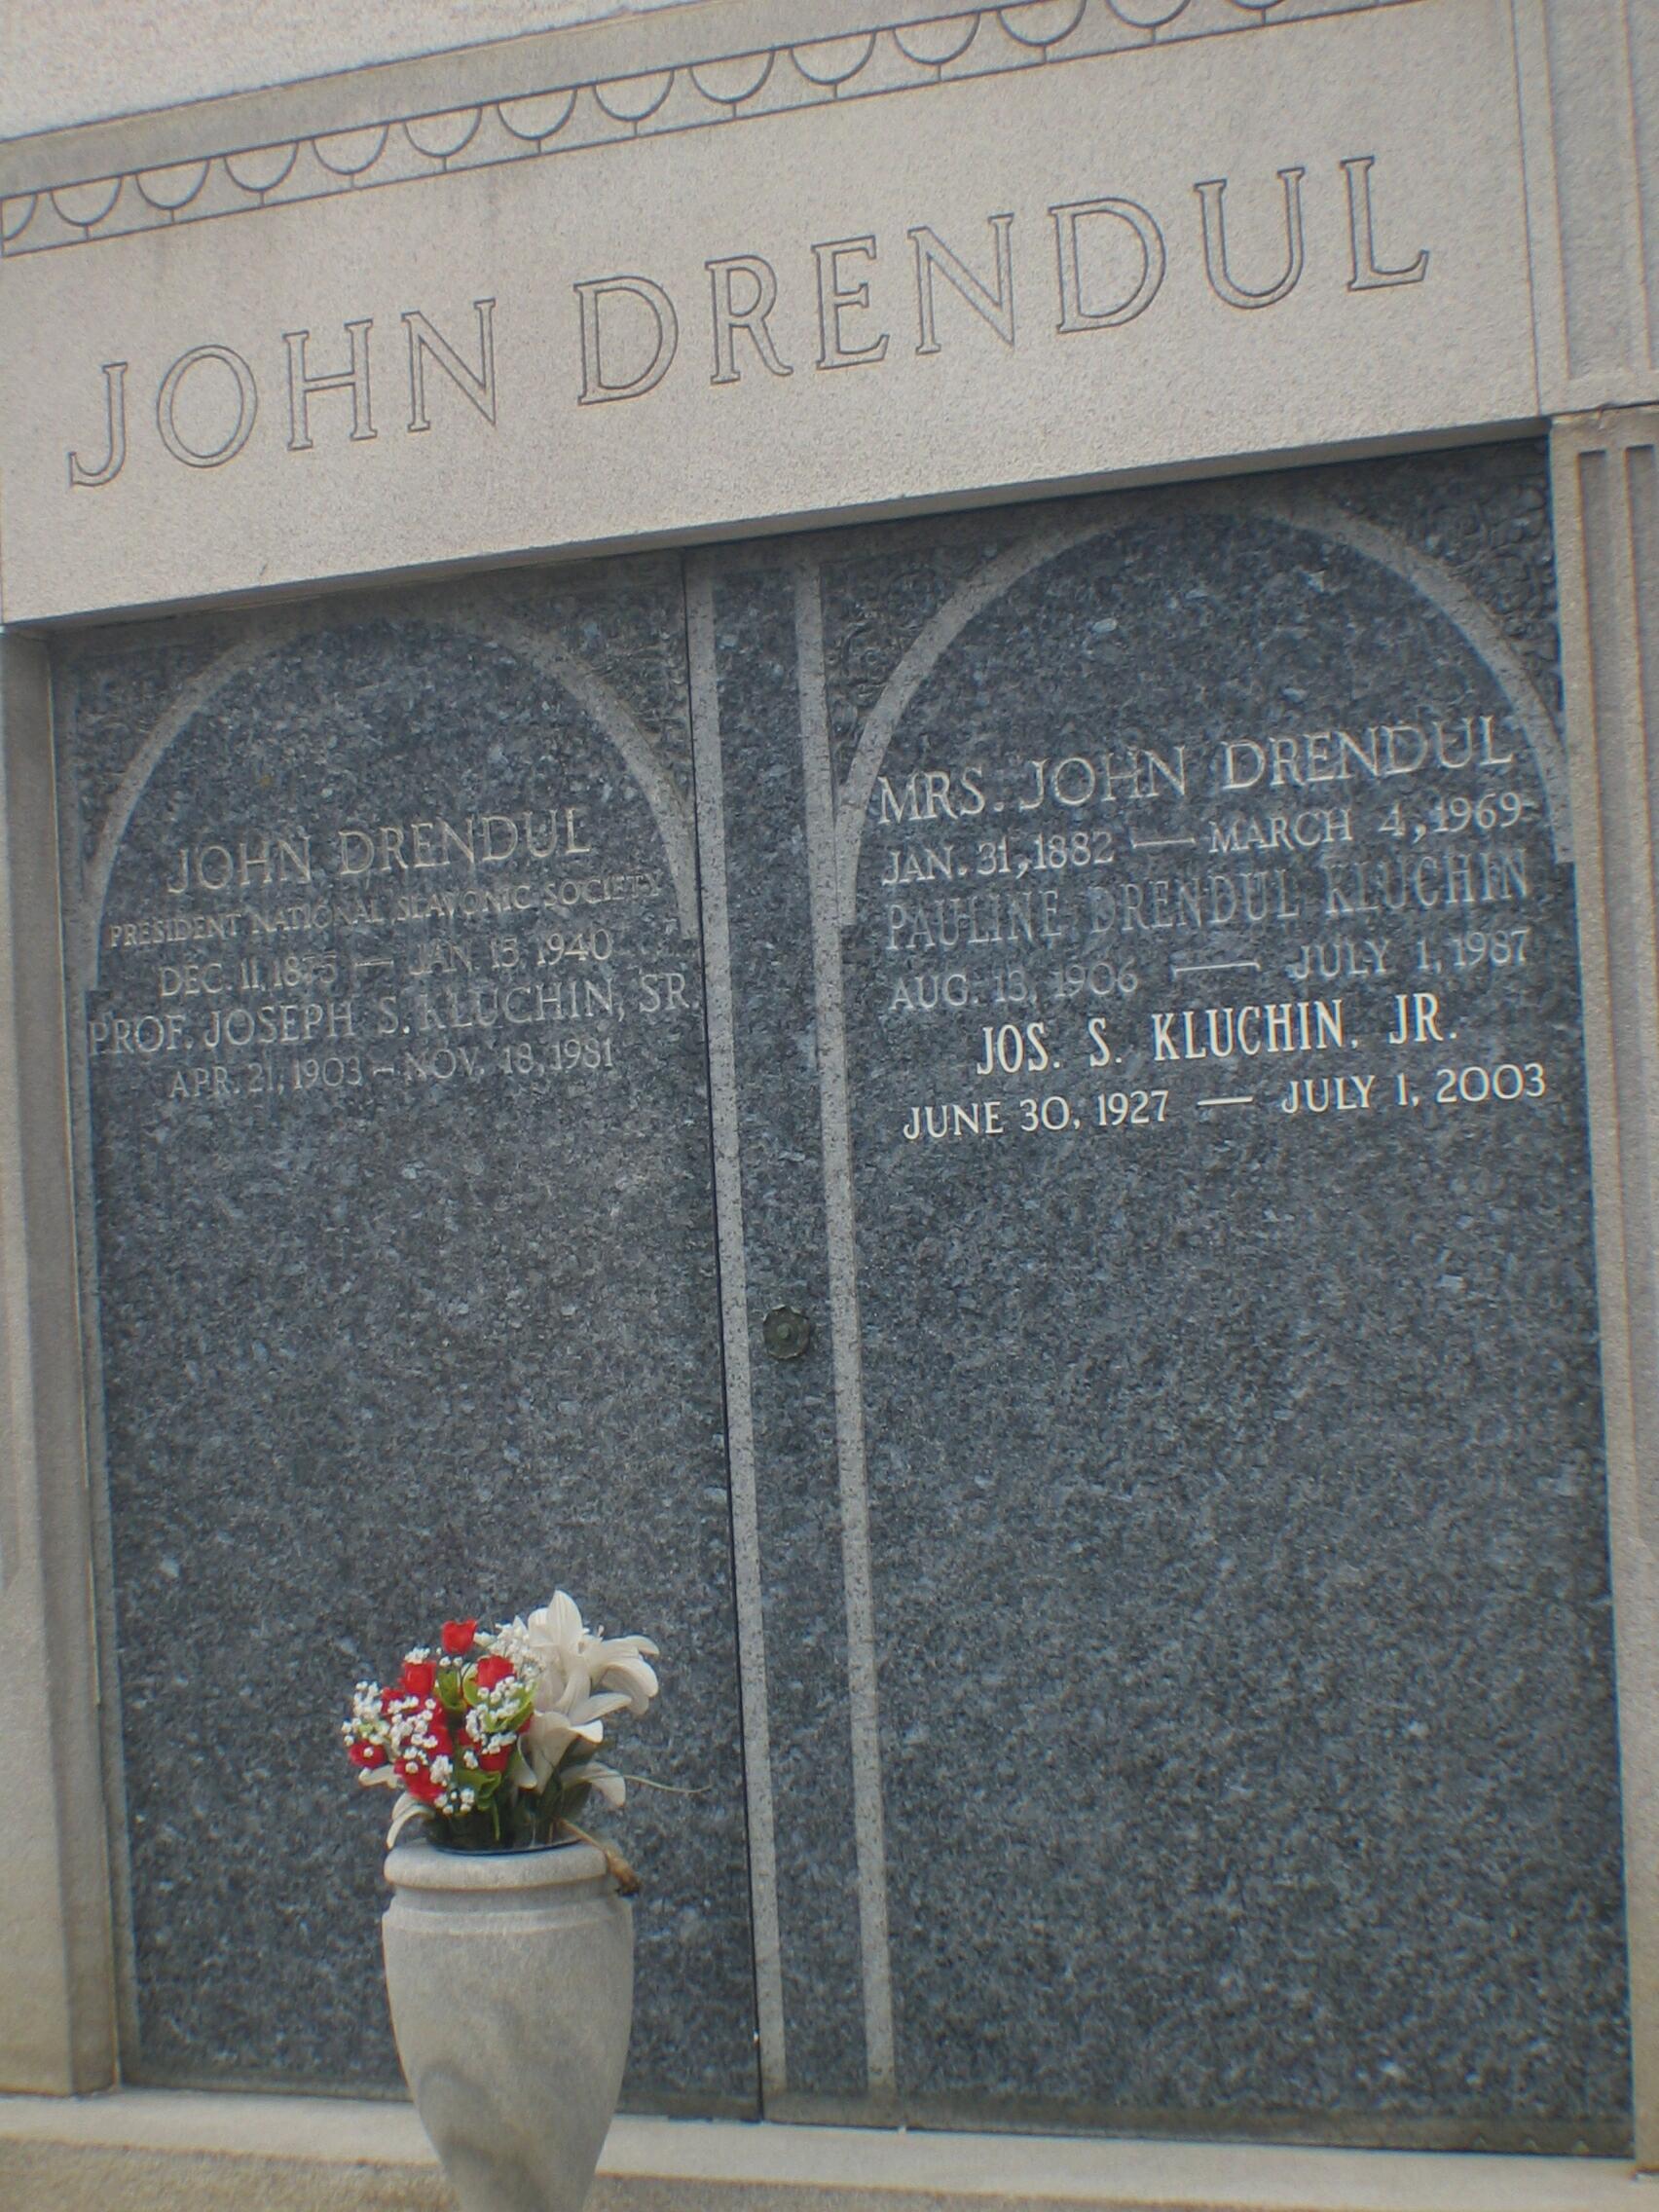 JOHN DRENDUL
JOHN DRENDUL
PRESIDENT NATIONAL SLAVONIC SOCIETY
DEC. 11, 1875 — JAN. 13, 1940
PROF. JOSEPH S. KLUCHIN, SR.
APR. 21, 1903 — NOV. 18, 1981
MRS. JOHN DRENDUL
JAN. 31, 1882 — MARCH 4, 1969
PAULINE DRENDUL KLUCHIN
AUG. 13, 1906 — JULY 1, 1987
JOS. S. KLUCHIN, JR.
JUNE 30, 1927 — JULY 1, 2003